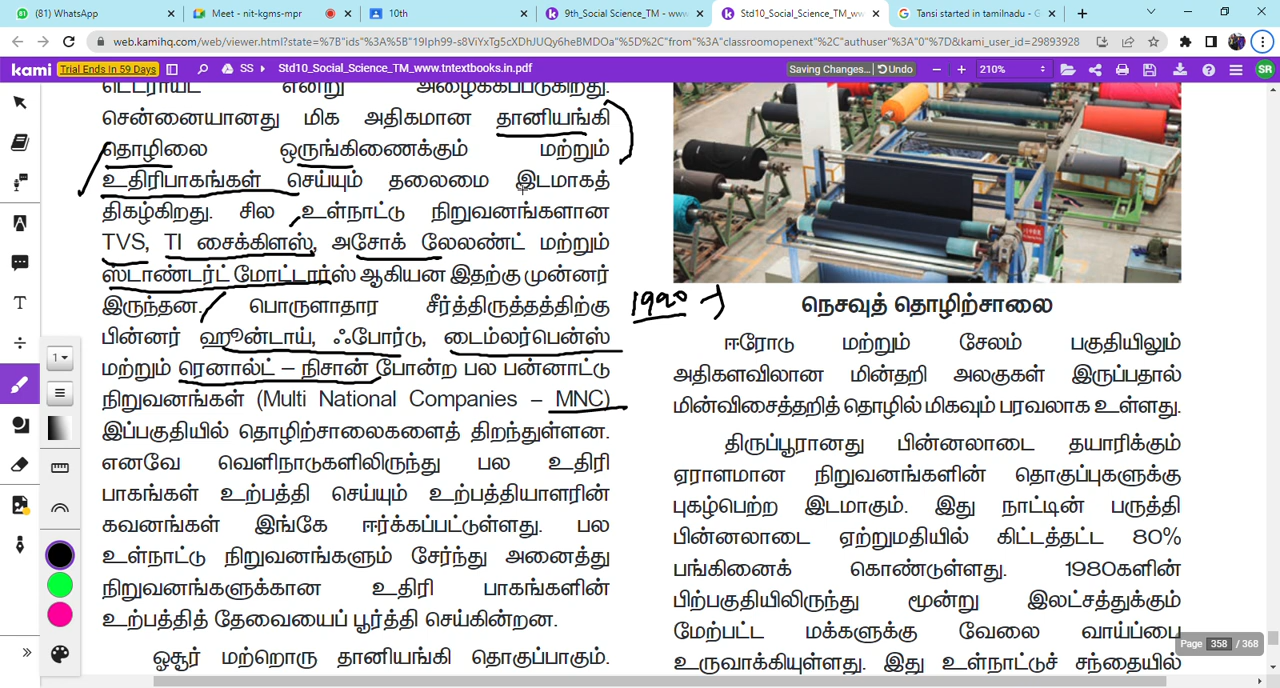 (81) WhatsApp
Meet - nit-kgms-mpr
10th
9th_Social Science_TM - www
Std10_Social_Science_TM_ww
Tansi started in tamilnadu - G
web.kamihq.com/web/viewer.html?state=%7B"ids"%3A%5B"19Iph99-s8ViYxTg5cXDhJUQy6heBMDOa"%5D%2C"from"%3A"classroomopenext"%2C"authuser"%3A"0"%7D&kami_user_id=29893928
kami
Trial Ends In 59 Days
SS
Std10_Social_Science_TM_www.tntextbooks.in.pdf
Saving Changes...
Undo
210%
SR
டெட்ராய்ட் என்று அழைக்கப்படுகிறது.
சென்னையானது மிக அதிகமான தானியங்கி
தொழிலை ஒருங்கிணைக்கும் மற்றும்
உதிரிபாகங்கள் செய்யும் தலைமை இடமாகத்
திகழ்கிறது. சில உள்நாட்டு நிறுவனங்களான
TVS, TI சைக்கிளஸ், அசோக் லேலண்ட் மற்றும்
ஸ்டாண்டர்ட்மோட்டார்ஸ் ஆகியன இதற்கு முன்னர்
இருந்தன. பொருளாதார சீர்த்திருத்தத்திற்கு
பின்னர் ஹூன்டாய், ஃபோர்டு, டைம்லர்பென்ஸ்
மற்றும் ரெனால்ட் – நிசான் போன்ற பல பன்னாட்டு
நிறுவனங்கள் (Multi National Companies – MNC)
இப்பகுதியில் தொழிற்சாலைகளைத் திறந்துள்ளன.
எனவே வெளிநாடுகளிலிருந்து பல உதிரி
பாகங்கள் உற்பத்தி செய்யும் உற்பத்தியாளரின்
கவனங்கள் இங்கே ஈர்க்கப்பட்டுள்ளது. பல
உள்நாட்டு நிறுவனங்களும் சேர்ந்து அனைத்து
நிறுவனங்களுக்கான உதிரி பாகங்களின்
உற்பத்தித் தேவையைப் பூர்த்தி செய்கின்றன.
ஓசூர் மற்றொரு தானியங்கி தொகுப்பாகும்.
1990
நெசவுத் தொழிற்சாலை
ஈரோடு மற்றும் சேலம் பகுதியிலும்
அதிகளவிலான மின்தறி அலகுகள் இருப்பதால்
மின்விசைத்தறித் தொழில் மிகவும் பரவலாக உள்ளது.
திருப்பூரானது பின்னலாடை தயாரிக்கும்
ஏராளமான நிறுவனங்களின் தொகுப்புகளுக்கு
புகழ்பெற்ற இடமாகும். இது நாட்டின் பருத்தி
பின்னலாடை ஏற்றுமதியில் கிட்டத்தட்ட 80%
பங்கினைக் கொண்டுள்ளது. 1980களின்
பிற்பகுதியிலிருந்து மூன்று இலட்சத்துக்கும்
மேற்பட்ட மக்களுக்கு வேலை வாய்ப்பை
உருவாக்கியுள்ளது. இது உள்நாட்டுச் சந்தையில்
Page 358 / 368
1